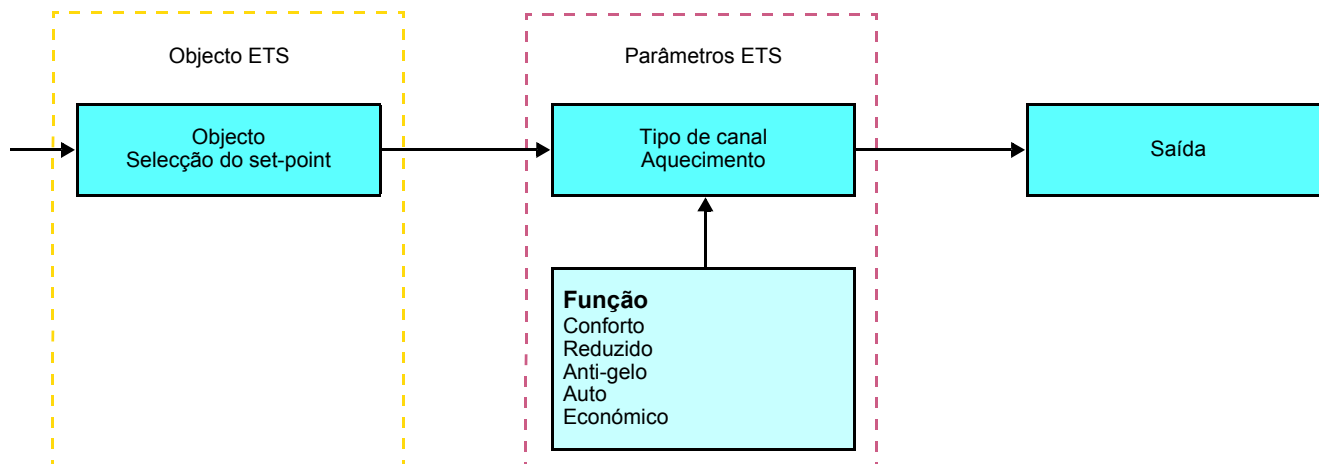 Objecto ETS
Parâmetros ETS
Objecto
Selecção do set-point
Tipo de canal
Aquecimento
Saída
Função
Conforto
Reduzido
Anti-gelo
Auto
Económico